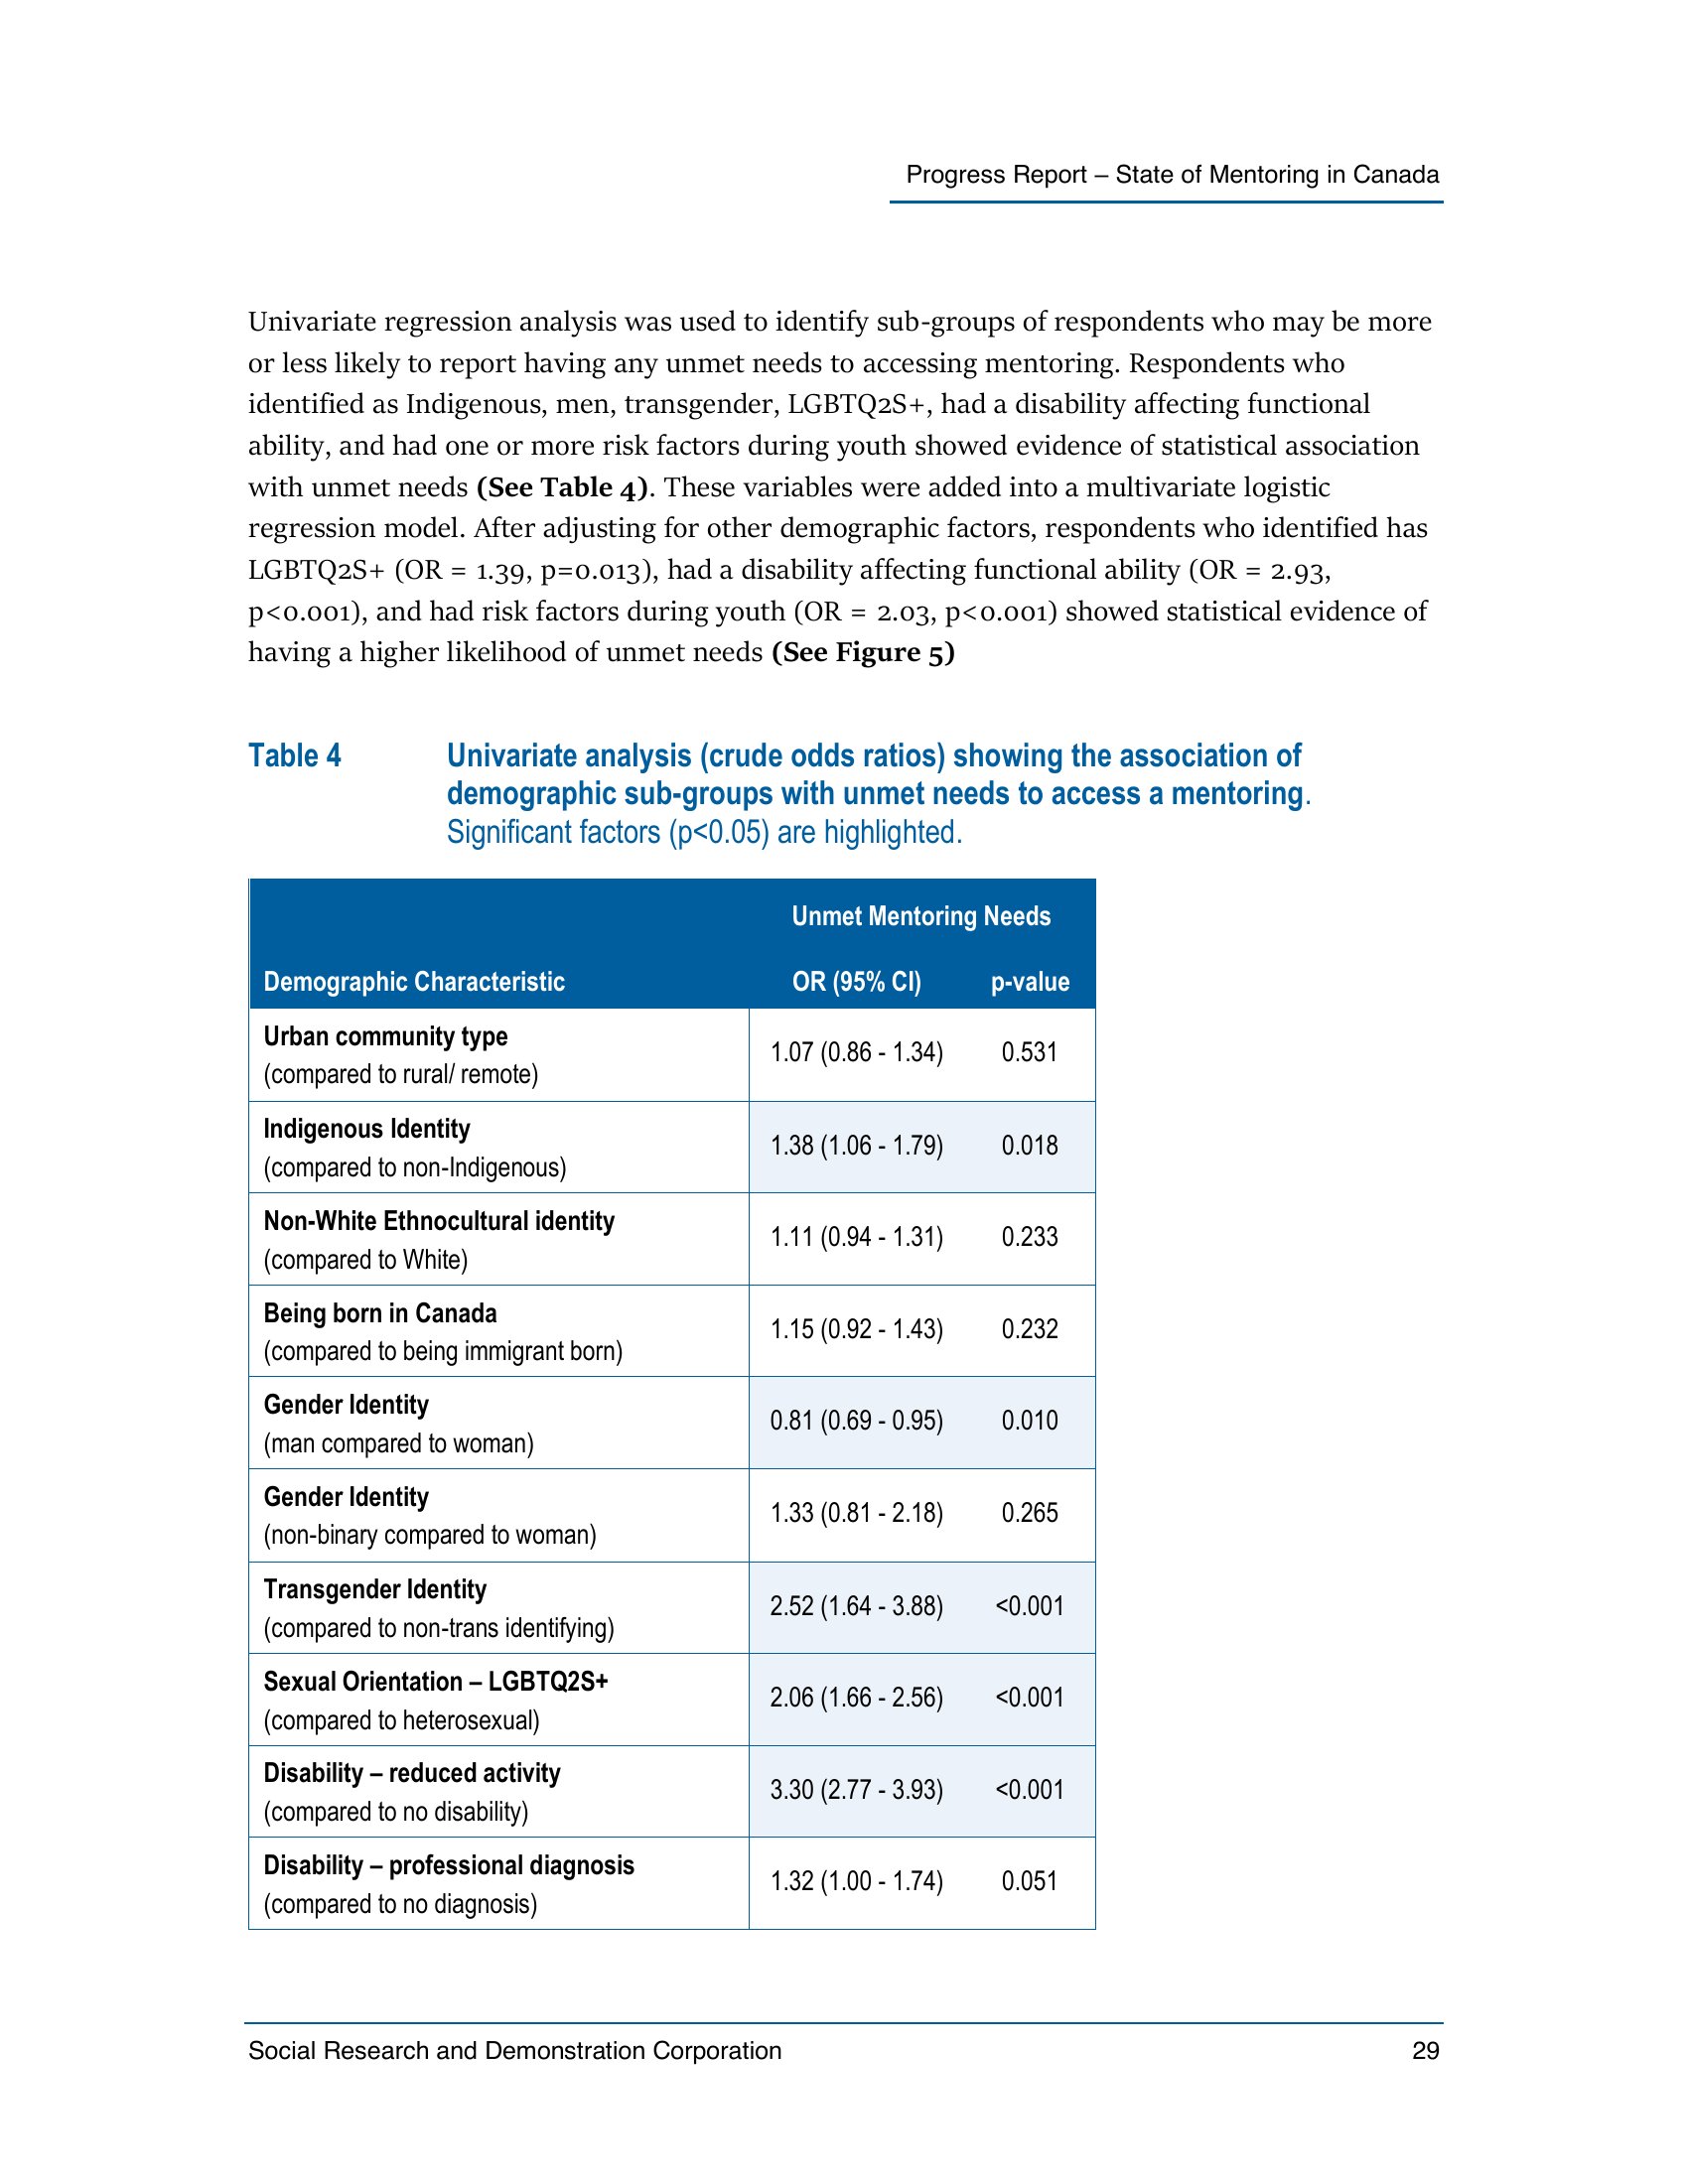 Progress Report – State of Mentoring in Canada
Univariate regression analysis was used to identify sub-groups of respondents who may be more
or less likely to report having any unmet needs to accessing mentoring. Respondents who
identified as Indigenous, men, transgender, LGBTQ2S+, had a disability affecting functional
ability, and had one or more risk factors during youth showed evidence of statistical association
with unmet needs (See Table 4). These variables were added into a multivariate logistic
regression model. After adjusting for other demographic factors, respondents who identified has
LGBTQ2S+ (OR = 1.39, p=0.013), had a disability affecting functional ability (OR = 2.93,
p<0.001), and had risk factors during youth (OR = 2.03, p<0.001) showed statistical evidence of
having a higher likelihood of unmet needs (See Figure 5)
Table 4 Univariate analysis (crude odds ratios) showing the association of
demographic sub-groups with unmet needs to access a mentoring.
Significant factors (p<0.05) are highlighted.
Unmet Mentoring Needs
Demographic Characteristic OR (95% CI) p-value
Urban community type
(compared to rural/ remote)
1.07 (0.86 - 1.34) 0.531
Indigenous Identity
(compared to non-Indigenous)
1.38 (1.06 - 1.79) 0.018
Non-White Ethnocultural identity
(compared to White)
1.11 (0.94 - 1.31) 0.233
Being born in Canada
(compared to being immigrant born)
1.15 (0.92 - 1.43) 0.232
Gender Identity
(man compared to woman)
0.81 (0.69 - 0.95) 0.010
Gender Identity
(non-binary compared to woman)
1.33 (0.81 - 2.18) 0.265
Transgender Identity
(compared to non-trans identifying)
2.52 (1.64 - 3.88) <0.001
Sexual Orientation – LGBTQ2S+
(compared to heterosexual)
2.06 (1.66 - 2.56) <0.001
Disability – reduced activity
(compared to no disability)
3.30 (2.77 - 3.93) <0.001
Disability – professional diagnosis
(compared to no diagnosis)
1.32 (1.00 - 1.74) 0.051
Social Research and Demonstration Corporation 29